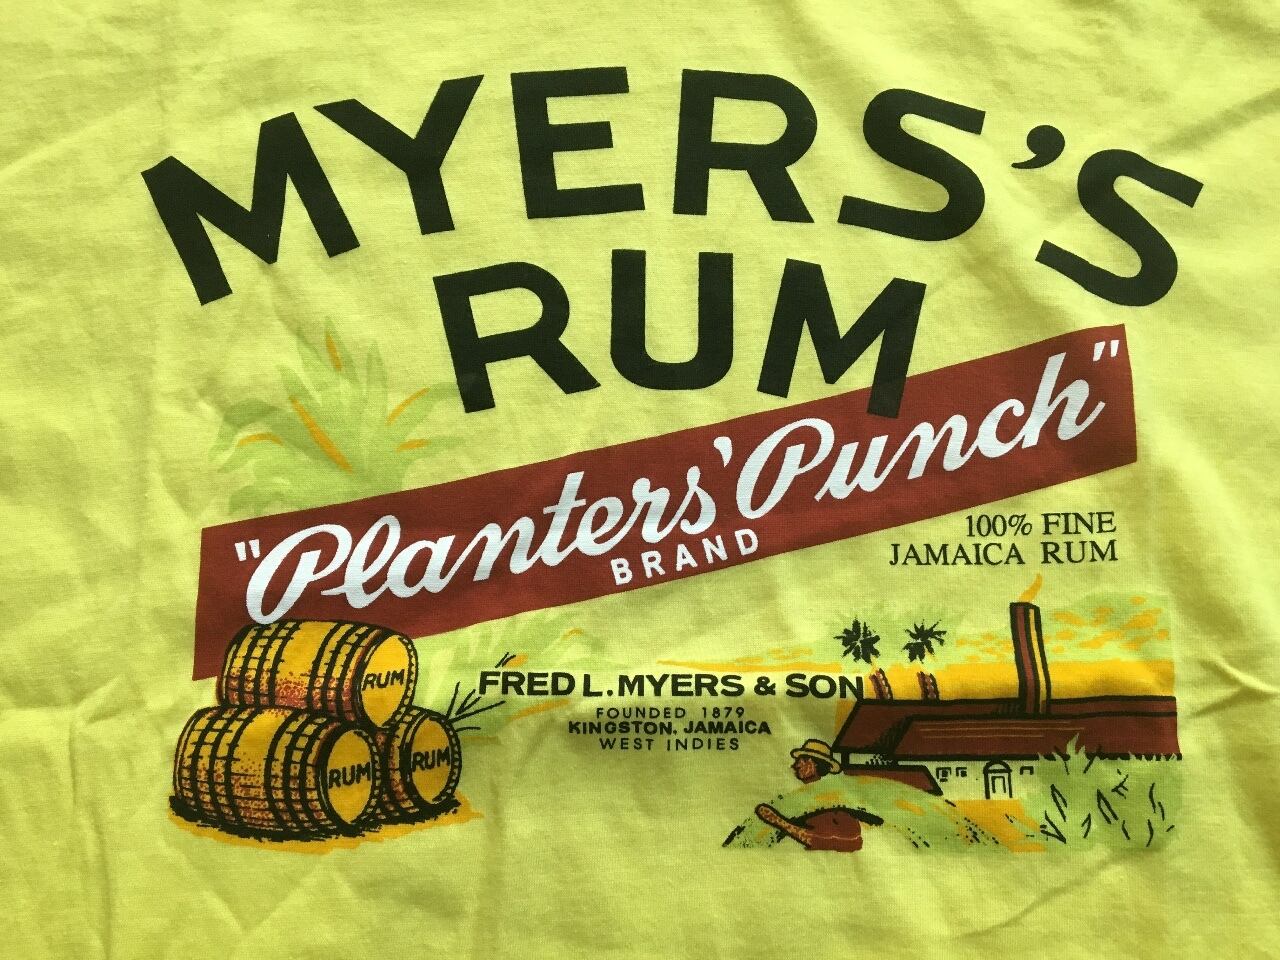 MYERS'S
RUM
"Planters' Punch"
BRAND
100% FINE
JAMAICA RUM
RUM
RUM
RUM
FRED L. MYERS & SON
FOUNDED 1879
KINGSTON, JAMAICA
WEST INDIES